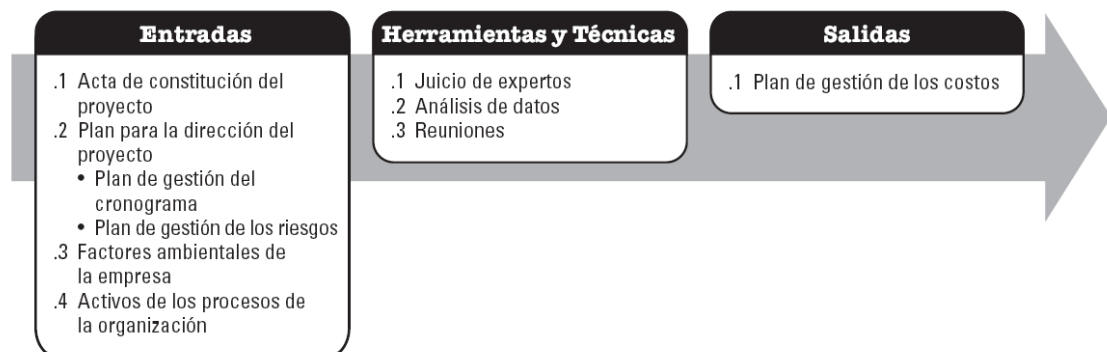 Entradas
.1 Acta de constitución del
proyecto
.2 Plan para la dirección del
proyecto
• Plan de gestión del
cronograma
• Plan de gestión de los riesgos
.3 Factores ambientales de
la empresa
.4 Activos de los procesos de
la organización
Herramientas y Técnicas
.1 Juicio de expertos
.2 Análisis de datos
.3 Reuniones
Salidas
.1 Plan de gestión de los costos